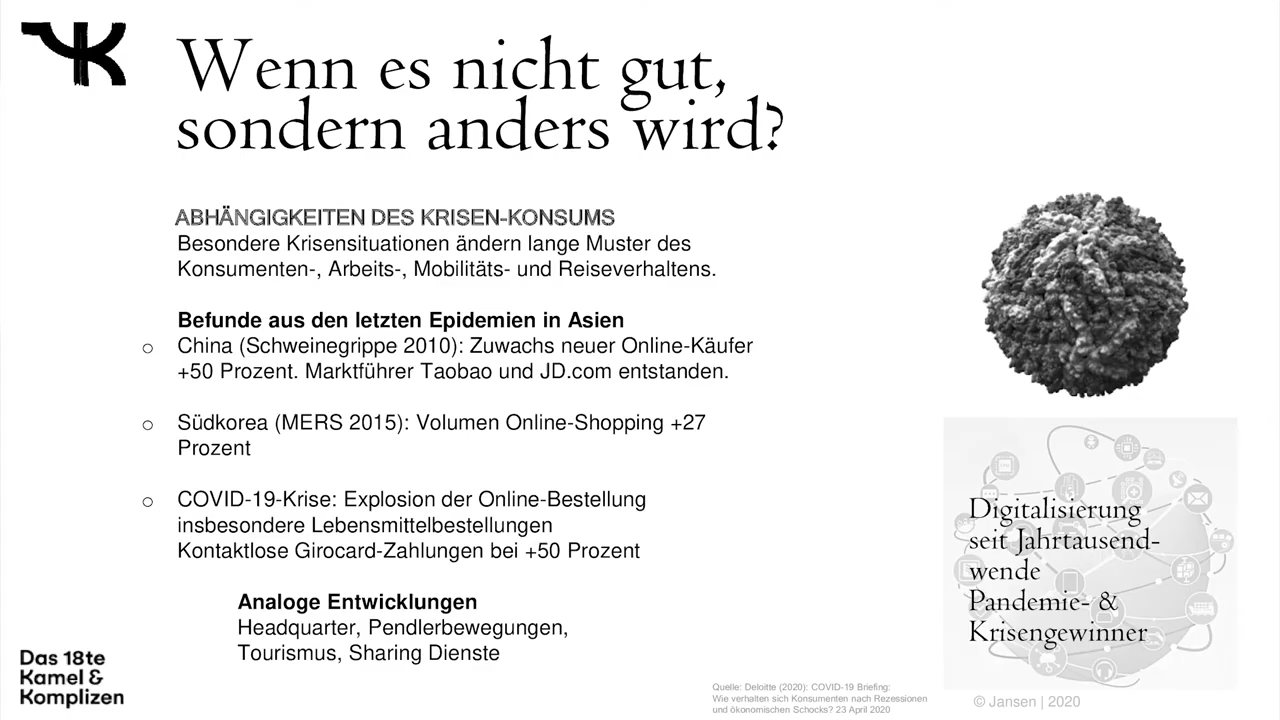 Wenn es nicht gut,
sondern anders wird?
ABHÄNGIGKEITEN DES KRISEN-KONSUMS
Besondere Krisensituationen ändern lange Muster des
Konsumenten-, Arbeits-, Mobilitäts- und Reiseverhaltens.
Befunde aus den letzten Epidemien in Asien
China (Schweinegrippe 2010): Zuwachs neuer Online-Käufer
+50 Prozent. Marktführer Taobao und JD.com entstanden.
Südkorea (MERS 2015): Volumen Online-Shopping +27
Prozent
COVID-19-Krise: Explosion der Online-Bestellung
insbesondere Lebensmittelbestellungen
Kontaktlose Girocard-Zahlungen bei +50 Prozent
Analoge Entwicklungen
Headquarter, Pendlerbewegungen,
Tourismus, Sharing Dienste
Digitalisierung
seit Jahrtausend-
wende
Pandemie- &
Krisengewinner
Das 18te
Kamel &
Komplizen
Quelle: Deloitte (2020): COVID-19 Briefing:
Wie verhalten sich Konsumenten nach Rezessionen
und ökonomischen Schocks? 23 April 2020
© Jansen | 2020